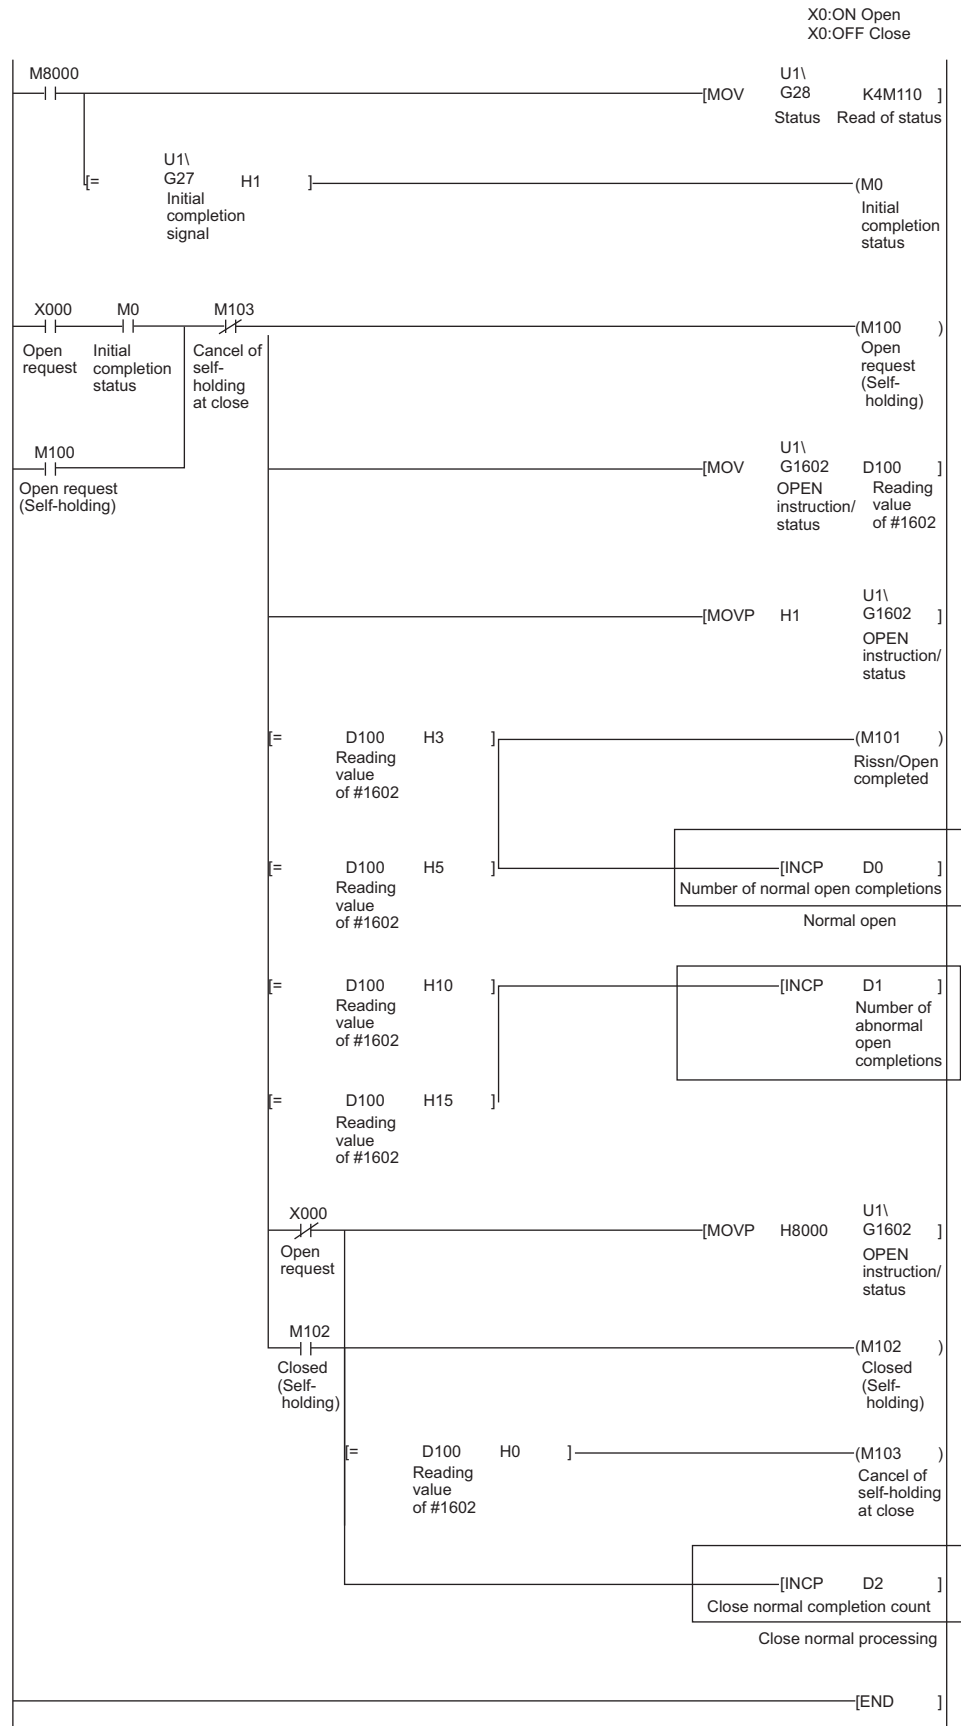 X0:ON Open
X0:OFF Close
M8000
[MOV U1\ G28 K4M110 ]
Status Read of status
[= U1\ G27 H1 ]
Initial
completion
signal
(M0
Initial
completion
status
X000 M0 M103
Open
request
Initial
completion
status
Cancel of
self-
holding
at close
(M100 )
Open
request
(Self-
holding)
M100
Open request
(Self-holding)
[MOV U1\ G1602 D100 ]
OPEN
instruction/
status
Reading
value
of #1602
[MOVP H1 U1\ G1602 ]
OPEN
instruction/
status
[= D100 H3 ]
Reading
value
of #1602
(M101 )
Rissn/Open
completed
[= D100 H5 ]
Reading
value
of #1602
[INCP D0 ]
Number of normal open completions
Normal open
[= D100 H10 ]
Reading
value
of #1602
[INCP D1 ]
Number of
abnormal
open
completions
[= D100 H15 ]
Reading
value
of #1602
X000
Open
request
[MOVP H8000 U1\ G1602 ]
OPEN
instruction/
status
M102
Closed
(Self-
holding)
(M102 )
Closed
(Self-
holding)
[= D100 H0 ]
Reading
value
of #1602
(M103 )
Cancel of
self-holding
at close
[INCP D2 ]
Close normal completion count
Close normal processing
[END ]